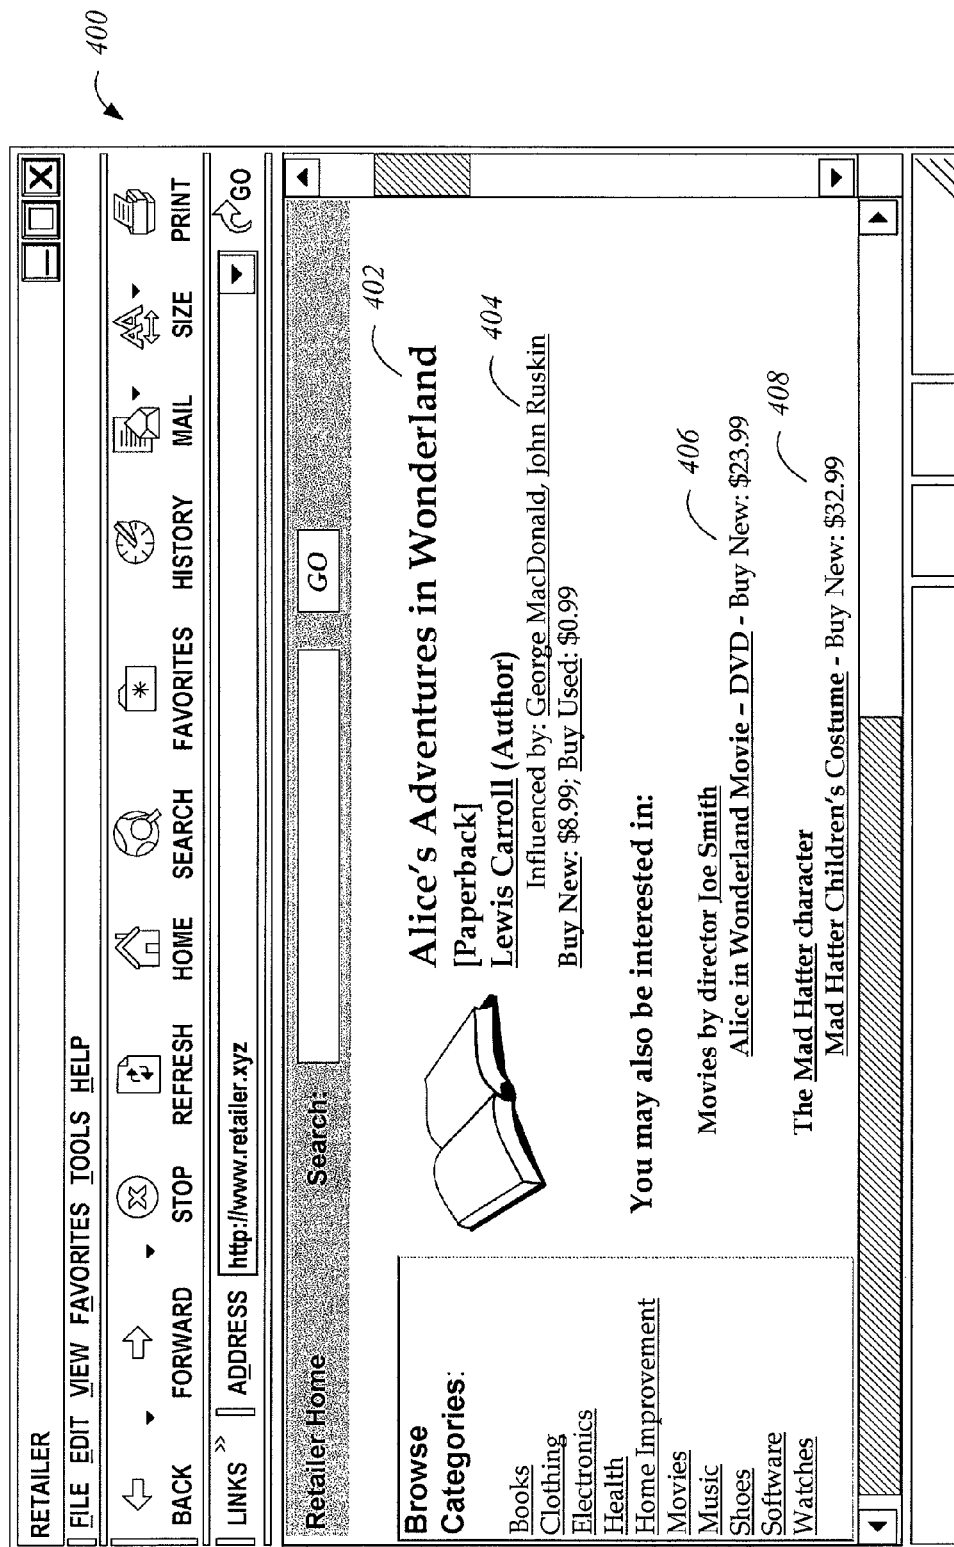 400
RETAILER
FILE EDIT VIEW FAVORITES TOOLS HELP
BACK FORWARD STOP REFRESH HOME SEARCH FAVORITES HISTORY MAIL SIZE PRINT
LINKS >> ADDRESS http://www.retailer.xyz GO
Retailer Home Search: GO
402
Alice's Adventures in Wonderland
[Paperback]
404
Lewis Carroll (Author)
Influenced by: George MacDonald, John Ruskin
Buy New: $8.99; Buy Used: $0.99
You may also be interested in:
406
Movies by director Joe Smith
Alice in Wonderland Movie - DVD - Buy New: $23.99
408
The Mad Hatter character
Mad Hatter Children's Costume - Buy New: $32.99
Browse
Categories:
Books
Clothing
Electronics
Health
Home Improvement
Movies
Music
Shoes
Software
Watches